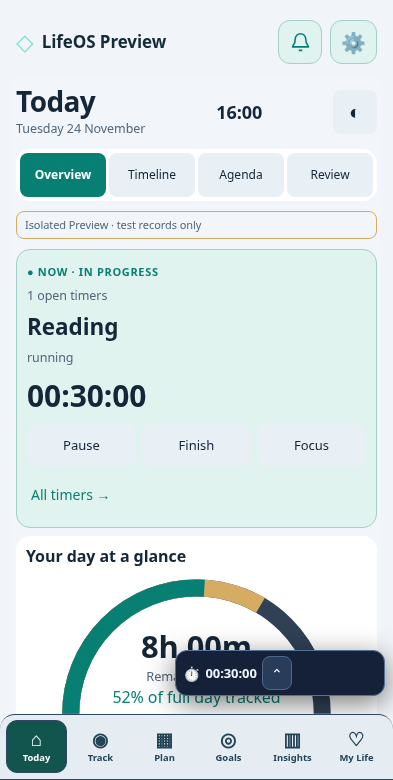 LifeOS Preview
Today
Tuesday 24 November
16:00
Overview Timeline Agenda Review
Isolated Preview · test records only
● NOW · IN PROGRESS
1 open timers
Reading
running
00:30:00
Pause Finish Focus
All timers →
Your day at a glance
8h 00m
Rema
00:30:00
52% of full day tracked
Today Track Plan Goals Insights My Life